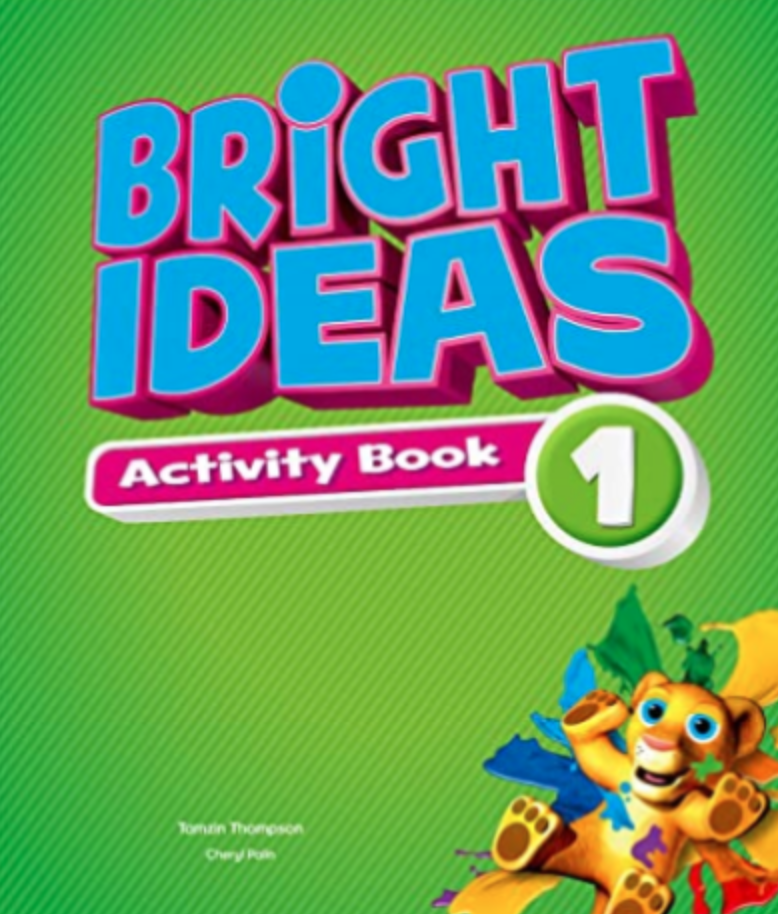 BRiGHT
IDEAS
Activity Book 1
Tamzin Thompson
Cheryl Palin